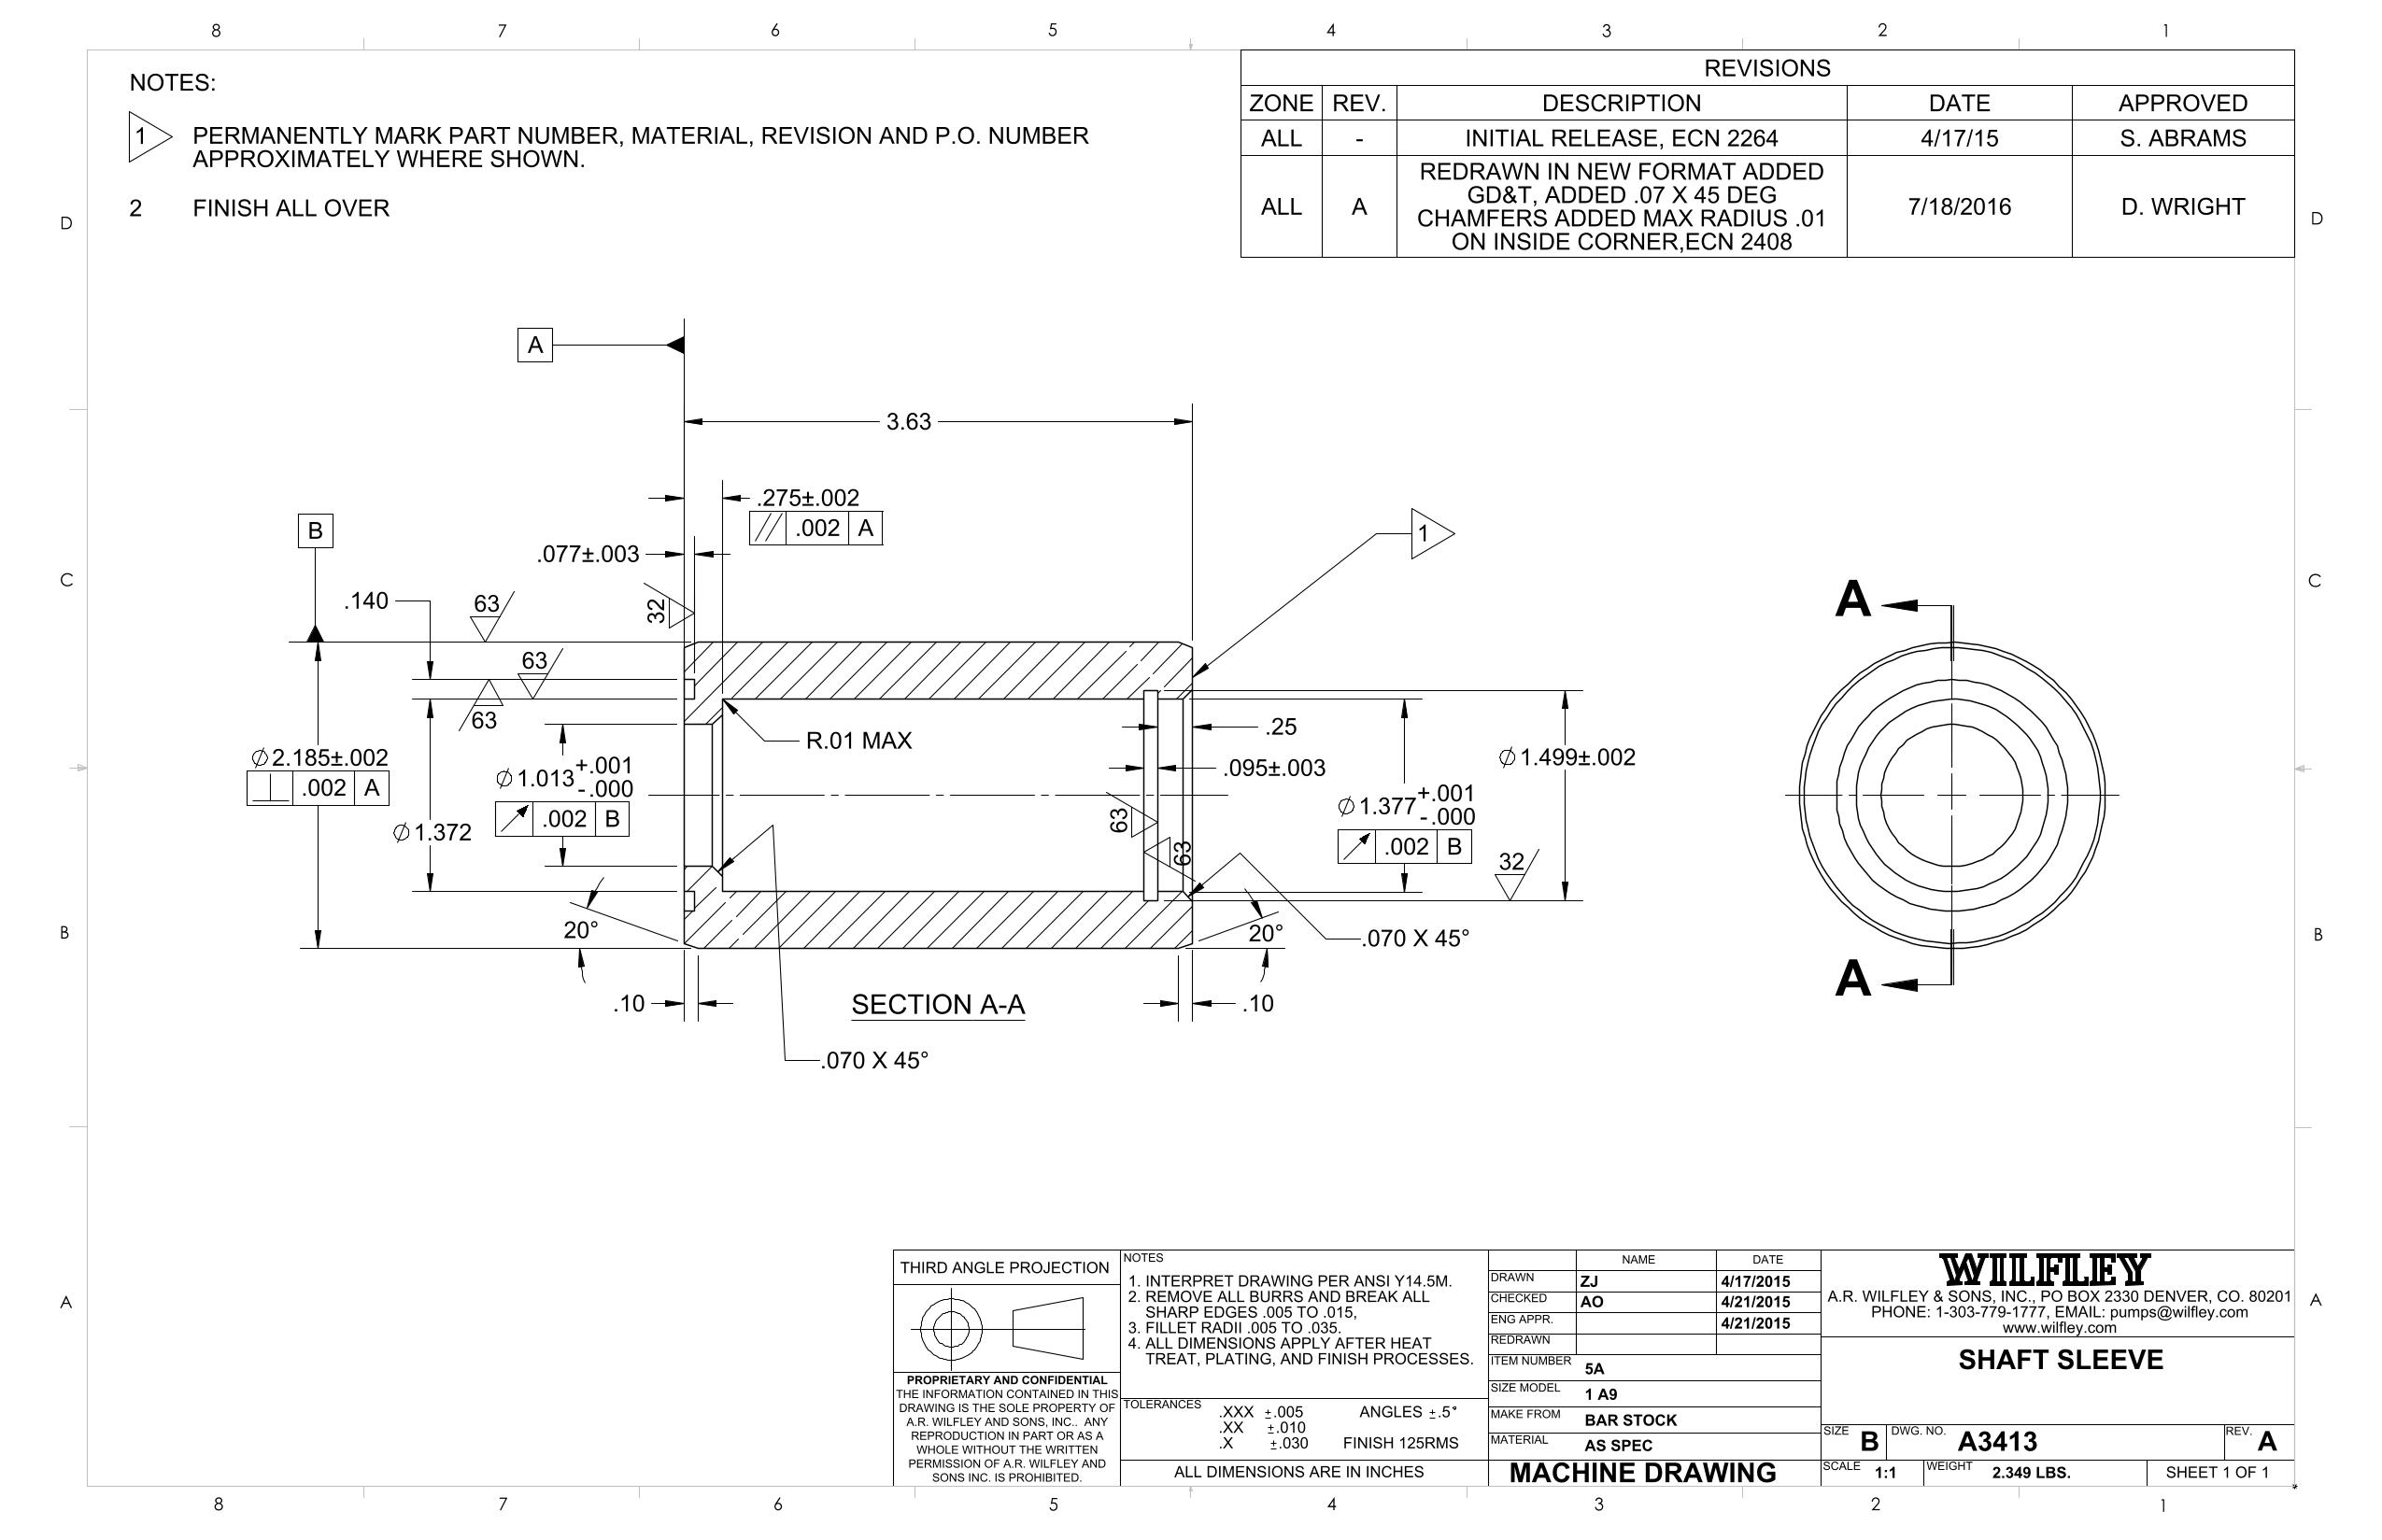 8 7 6 5 4 3 2 1
NOTES:
1 PERMANENTLY MARK PART NUMBER, MATERIAL, REVISION AND P.O. NUMBER
APPROXIMATELY WHERE SHOWN.
2 FINISH ALL OVER
REVISIONS
ZONE REV. DESCRIPTION DATE APPROVED
ALL - INITIAL RELEASE, ECN 2264 4/17/15 S. ABRAMS
REDRAWN IN NEW FORMAT ADDED
GD&T, ADDED .07 X 45 DEG
CHAMFERS ADDED MAX RADIUS .01
ON INSIDE CORNER,ECN 2408
ALL A 7/18/2016 D. WRIGHT
D D
A
3.63
.275±.002
// .002 A
B
.077±.003
1
C C
.140
63
32
63
63
A
R.01 MAX
.25
⌀2.185±.002
⊥ .002 A
⌀1.013 +.001
-.000
↗ .002 B
.095±.003
⌀1.499±.002
⌀1.372
63
63
⌀1.377 +.001
-.000
↗ .002 B
32
20°
20°
.070 X 45°
B B
.10
SECTION A-A
.10
A
.070 X 45°
THIRD ANGLE PROJECTION
PROPRIETARY AND CONFIDENTIAL
THE INFORMATION CONTAINED IN THIS
DRAWING IS THE SOLE PROPERTY OF
A.R. WILFLEY AND SONS, INC.. ANY
REPRODUCTION IN PART OR AS A
WHOLE WITHOUT THE WRITTEN
PERMISSION OF A.R. WILFLEY AND
SONS INC. IS PROHIBITED.
NOTES
1. INTERPRET DRAWING PER ANSI Y14.5M.
2. REMOVE ALL BURRS AND BREAK ALL
SHARP EDGES .005 TO .015,
3. FILLET RADII .005 TO .035.
4. ALL DIMENSIONS APPLY AFTER HEAT
TREAT, PLATING, AND FINISH PROCESSES.
TOLERANCES
.XXX ±.005 ANGLES ±.5°
.XX ±.010
.X ±.030 FINISH 125RMS
ALL DIMENSIONS ARE IN INCHES
NAME DATE
DRAWN ZJ 4/17/2015
CHECKED AO 4/21/2015
ENG APPR. 4/21/2015
REDRAWN
ITEM NUMBER 5A
SIZE MODEL 1 A9
MAKE FROM BAR STOCK
MATERIAL AS SPEC
MACHINE DRAWING
WILFLEY
A.R. WILFLEY & SONS, INC., PO BOX 2330 DENVER, CO. 80201
PHONE: 1-303-779-1777, EMAIL: pumps@wilfley.com
www.wilfley.com
SHAFT SLEEVE
SIZE B DWG. NO. A3413 REV. A
SCALE 1:1 WEIGHT 2.349 LBS. SHEET 1 OF 1
A A
8 7 6 5 4 3 2 1